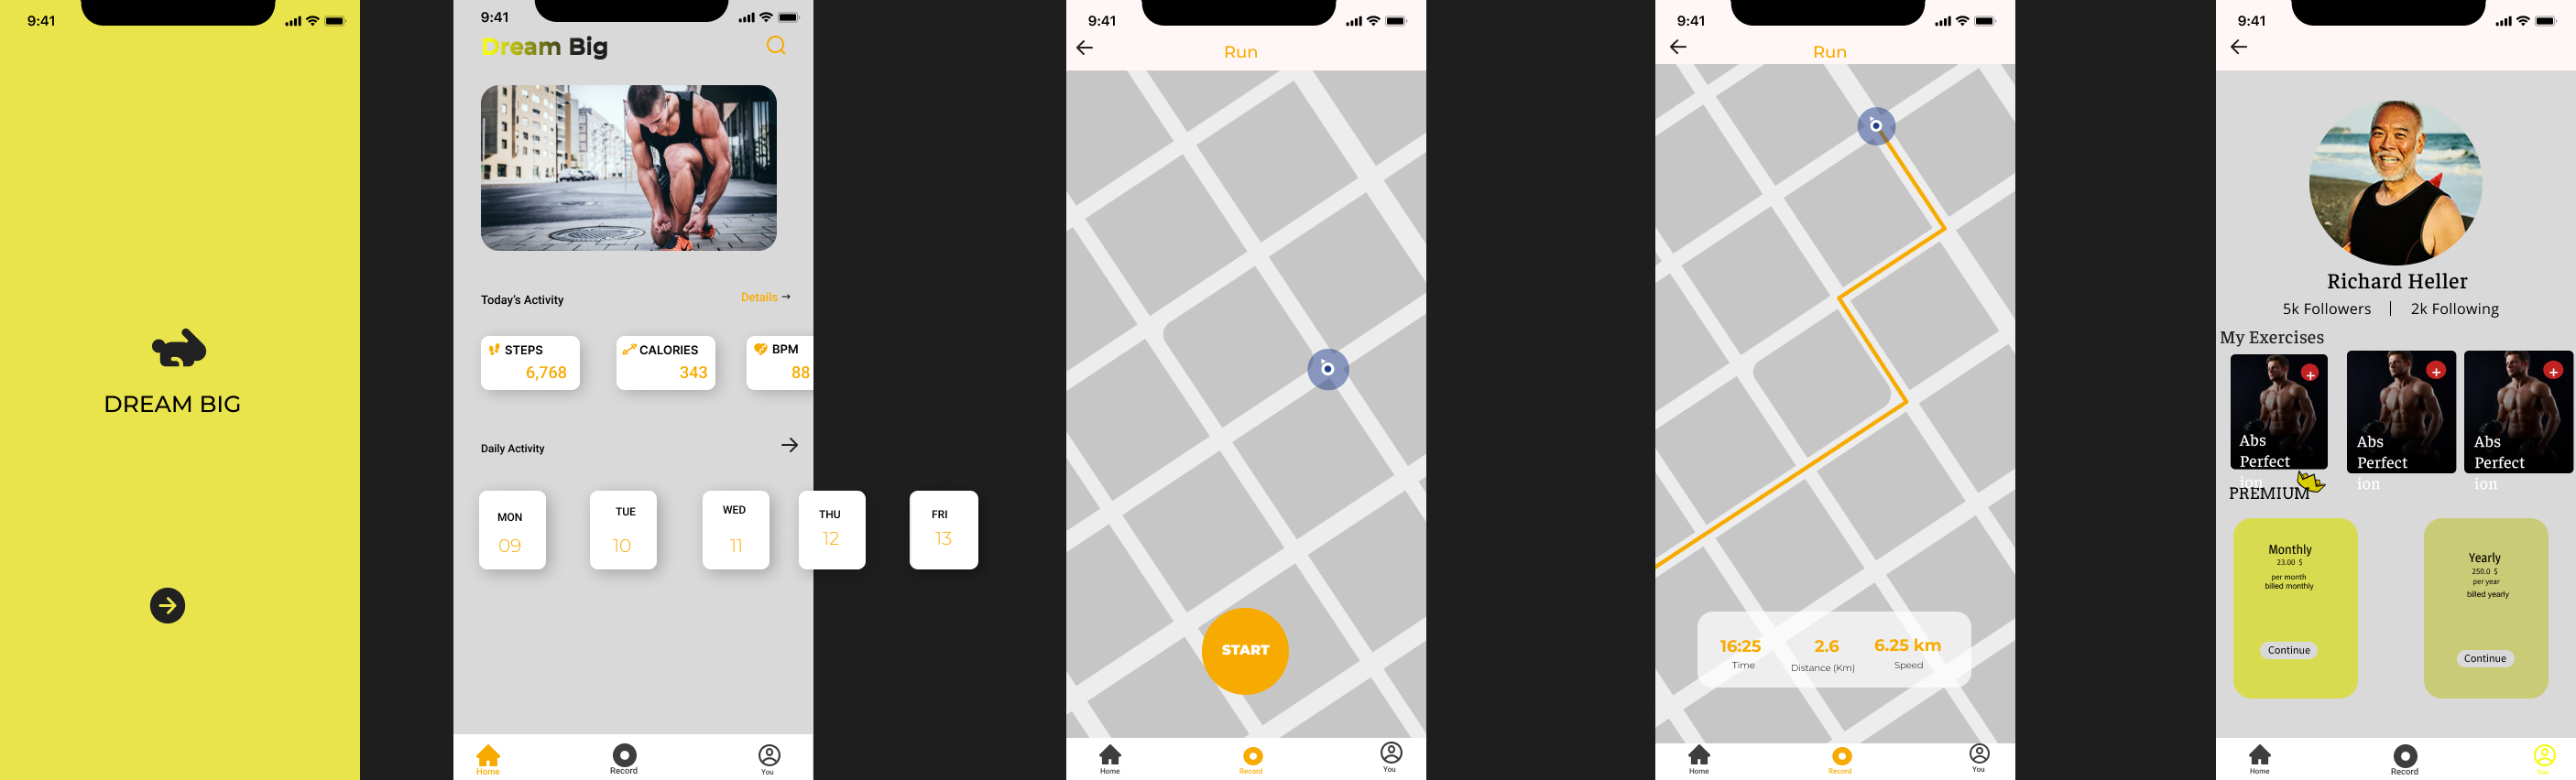 9:41
DREAM BIG
9:41
Dream Big
Today's Activity
Details →
STEPS
6,768
CALORIES
343
BPM
88
Daily Activity
MON
09
TUE
10
WED
11
THU
12
FRI
13
Home
Record
You
9:41
Run
START
Home
Record
You
9:41
Run
16:25
Time
2.6
Distance (Km)
6.25 km
Speed
Home
Record
You
9:41
Richard Heller
5k Followers | 2k Following
My Exercises
+
Abs
Perfect
ion
+
Abs
Perfect
ion
+
Abs
Perfect
ion
PREMIUM
Monthly
23.00 $
per month
billed monthly
Continue
Yearly
250.0 $
per year
billed yearly
Continue
Home
Record
You